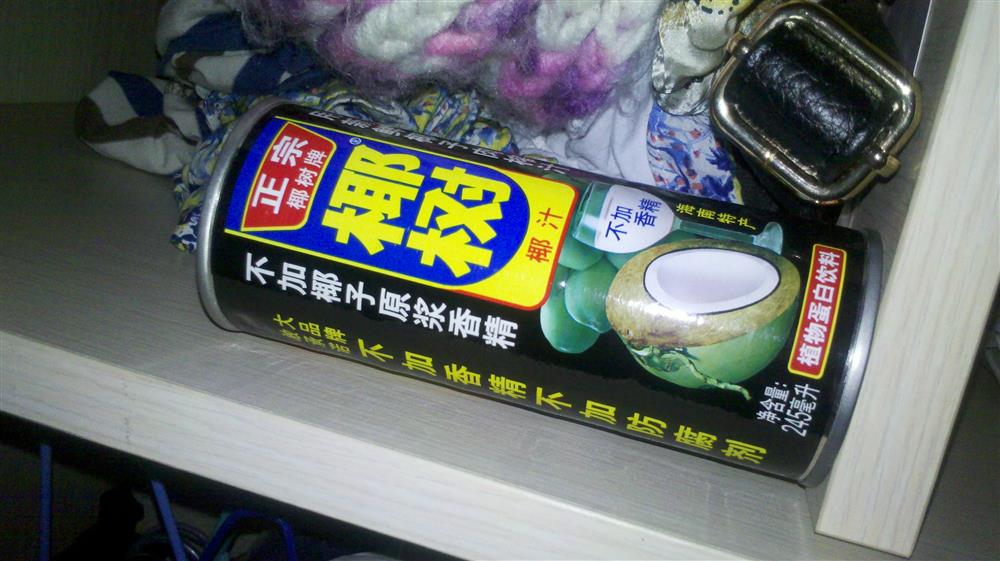 正宗
椰树牌
椰树®
椰汁
不加
香精
海南特产
不加椰子原浆香精
植物蛋白饮料
大品牌
不加香精不加防腐剂
净含量:
245毫升